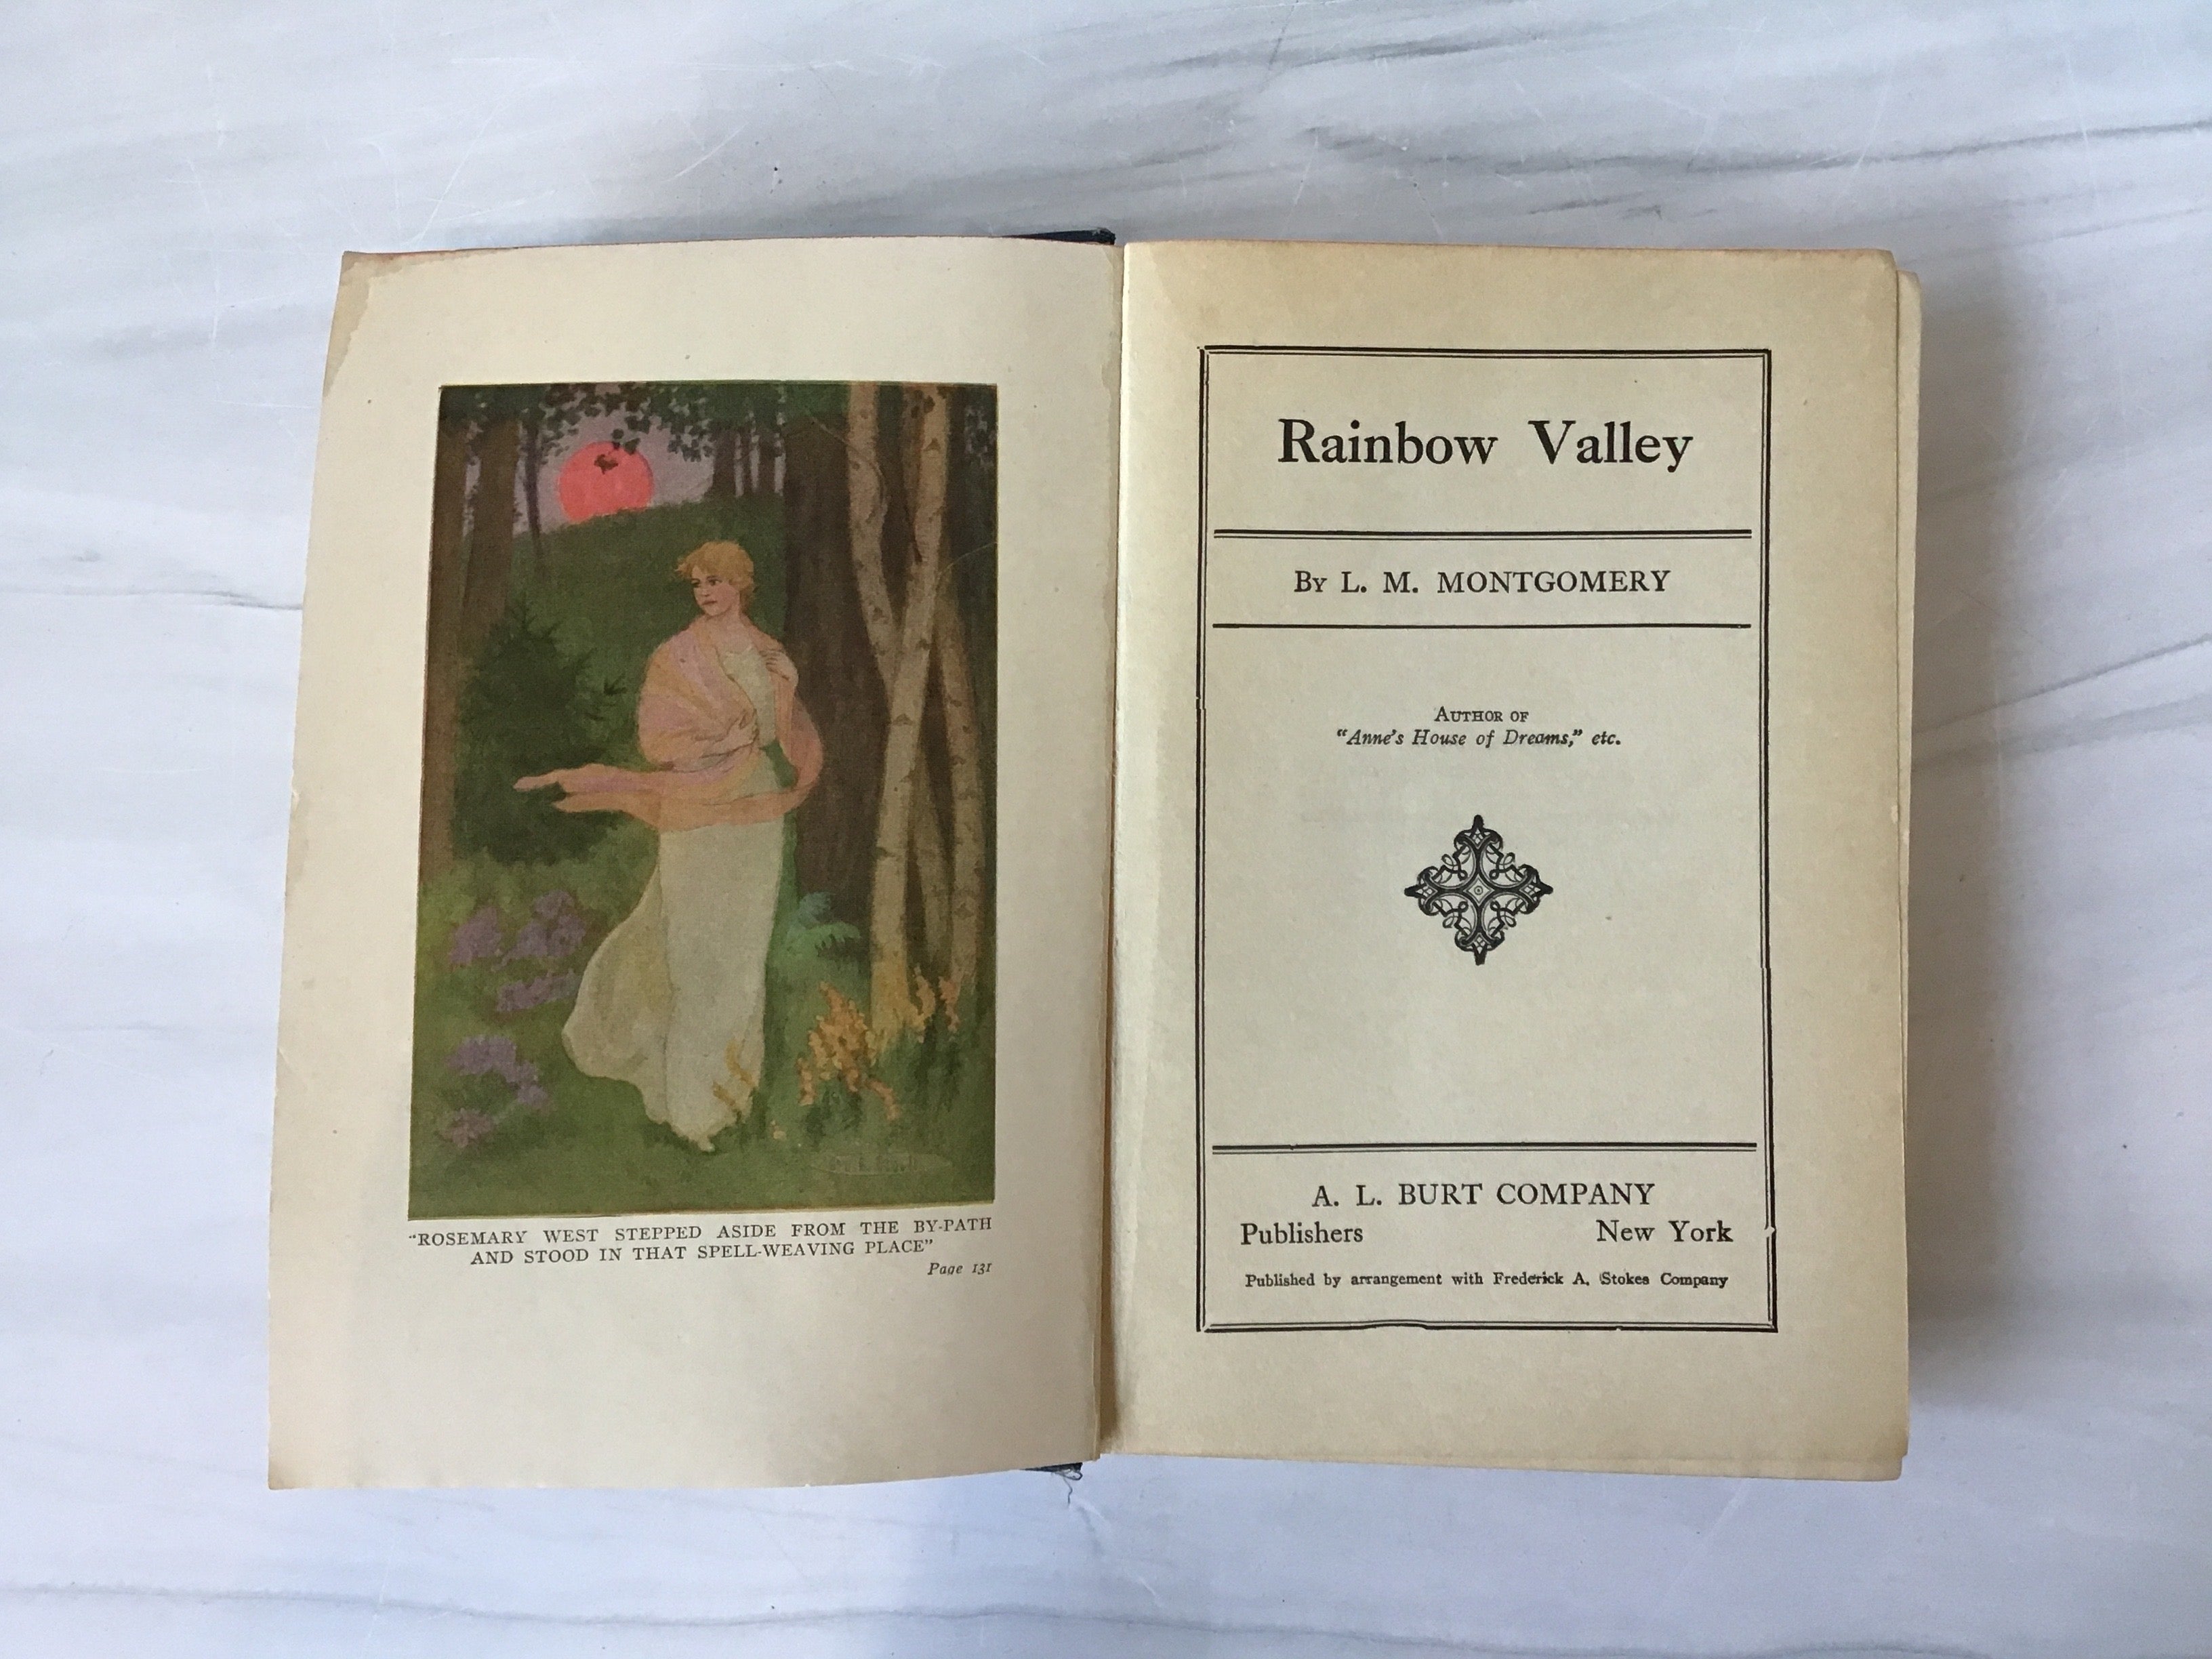 "ROSEMARY WEST STEPPED ASIDE FROM THE BY-PATH
AND STOOD IN THAT SPELL-WEAVING PLACE"
Page 131
Rainbow Valley
By L. M. MONTGOMERY
AUTHOR OF
"Anne's House of Dreams," etc.
A. L. BURT COMPANY
Publishers New York
Published by arrangement with Frederick A. Stokes Company